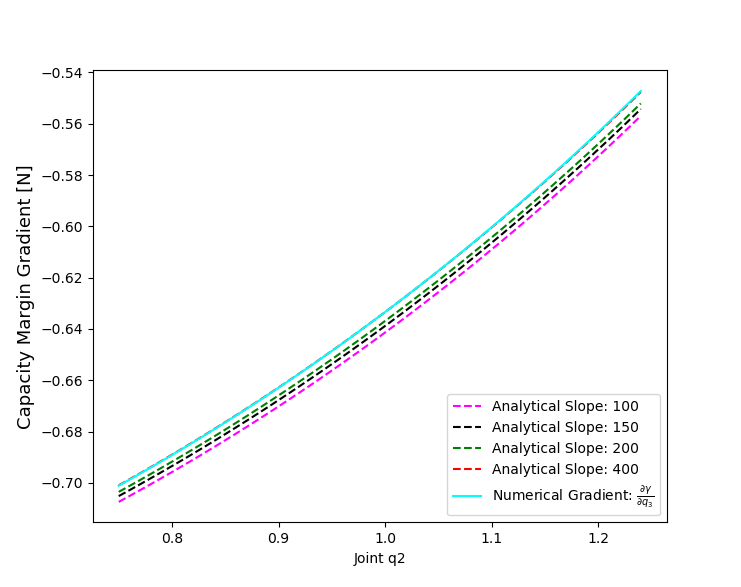 −0.54
−0.56
−0.58
−0.60
−0.62
−0.64
−0.66
−0.68
−0.70
Capacity Margin Gradient [N]
Analytical Slope: 100
Analytical Slope: 150
Analytical Slope: 200
Analytical Slope: 400
Numerical Gradient: ∂γ/∂q₃
0.8 0.9 1.0 1.1 1.2
Joint q2